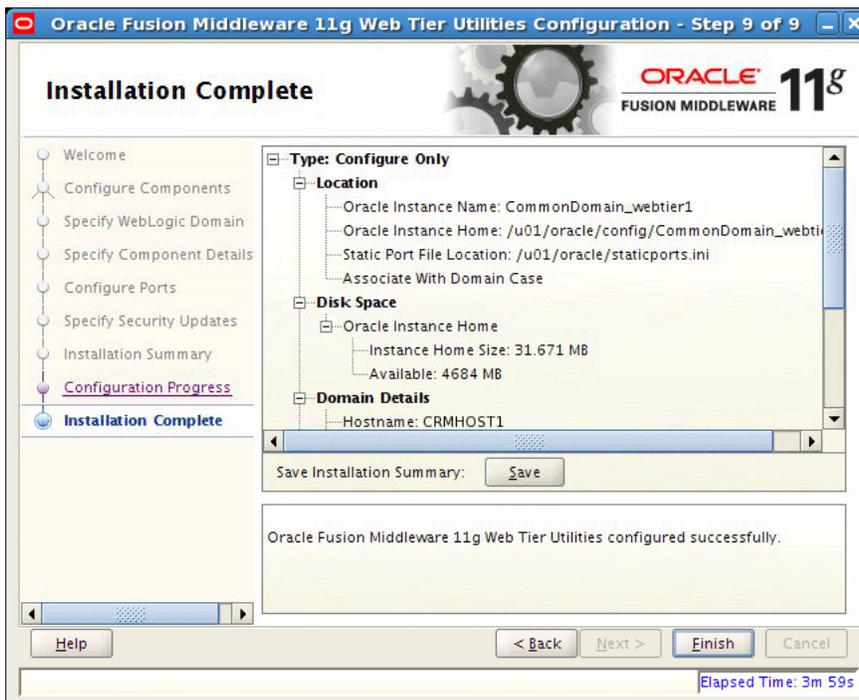 Oracle Fusion Middleware 11g Web Tier Utilities Configuration - Step 9 of 9
Installation Complete
ORACLE
FUSION MIDDLEWARE 11g
Welcome
Configure Components
Specify WebLogic Domain
Specify Component Details
Configure Ports
Specify Security Updates
Installation Summary
Configuration Progress
Installation Complete
Type: Configure Only
Location
Oracle Instance Name: CommonDomain_webtier1
Oracle Instance Home: /u01/oracle/config/CommonDomain_webti
Static Port File Location: /u01/oracle/staticports.ini
Associate With Domain Case
Disk Space
Oracle Instance Home
Instance Home Size: 31.671 MB
Available: 4684 MB
Domain Details
Hostname: CRMHOST1
Save Installation Summary: Save
Oracle Fusion Middleware 11g Web Tier Utilities configured successfully.
Help < Back Next > Finish Cancel
Elapsed Time: 3m 59s